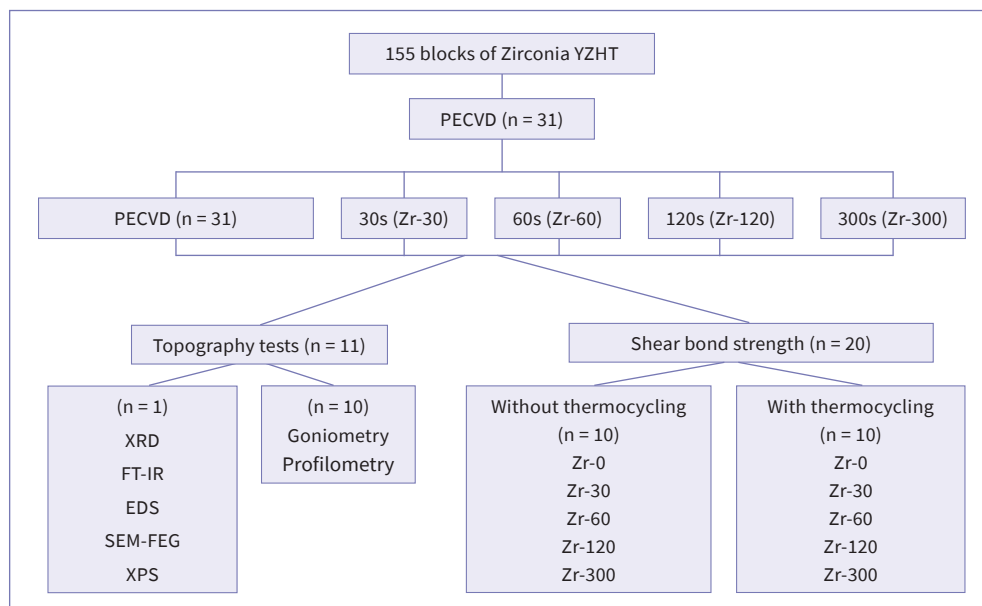 155 blocks of Zirconia YZHT
PECVD (n = 31)
PECVD (n = 31)
30s (Zr-30)
60s (Zr-60)
120s (Zr-120)
300s (Zr-300)
Topography tests (n = 11)
Shear bond strength (n = 20)
(n = 1)
XRD
FT-IR
EDS
SEM-FEG
XPS
(n = 10)
Goniometry
Profilometry
Without thermocycling
(n = 10)
Zr-0
Zr-30
Zr-60
Zr-120
Zr-300
With thermocycling
(n = 10)
Zr-0
Zr-30
Zr-60
Zr-120
Zr-300